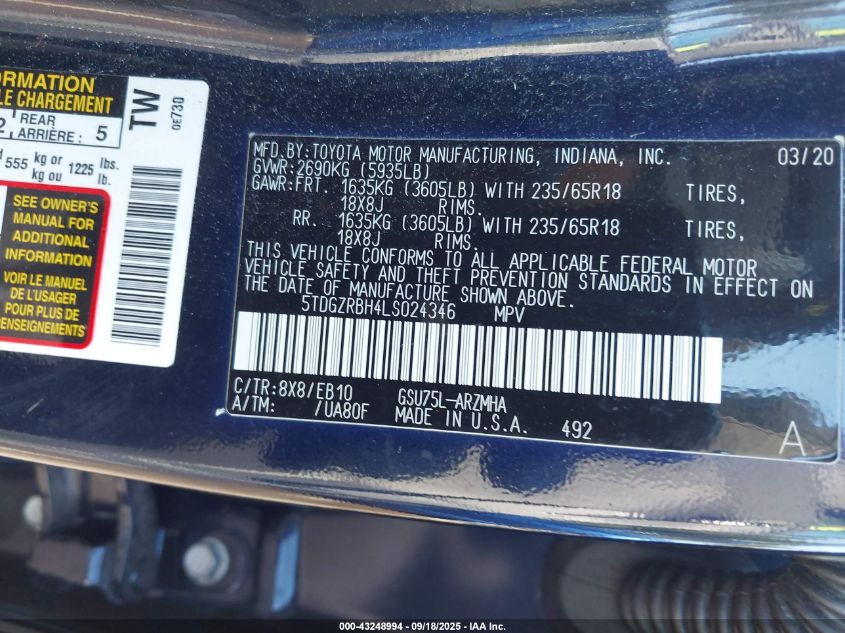 ORMATION
LE CHARGEMENT
2 REAR
ARRIÈRE: 5
555 kg or 1225 lbs.
kg ou lb.
TW
0E730
SEE OWNER'S
MANUAL FOR
ADDITIONAL
INFORMATION
VOIR LE MANUEL
DE L'USAGER
POUR PLUS DE
RENSEIGNEMENTS
MFD.BY:TOYOTA MOTOR MANUFACTURING, INDIANA, INC. 03/20
GVWR:2690KG (5935LB)
GAWR:FRT. 1635KG (3605LB) WITH 235/65R18 TIRES,
18X8J RIMS.
RR. 1635KG (3605LB) WITH 235/65R18 TIRES,
18X8J RIMS.
THIS VEHICLE CONFORMS TO ALL APPLICABLE FEDERAL MOTOR
VEHICLE SAFETY AND THEFT PREVENTION STANDARDS IN EFFECT ON
THE DATE OF MANUFACTURE SHOWN ABOVE.
5TDGZRBH4LS024346 MPV
C/TR:8X8/EB10 GSU75L-ARZMHA
A/TM: /UA80F MADE IN U.S.A. 492
A
000-43248994 - 09/18/2025 - IAA Inc.